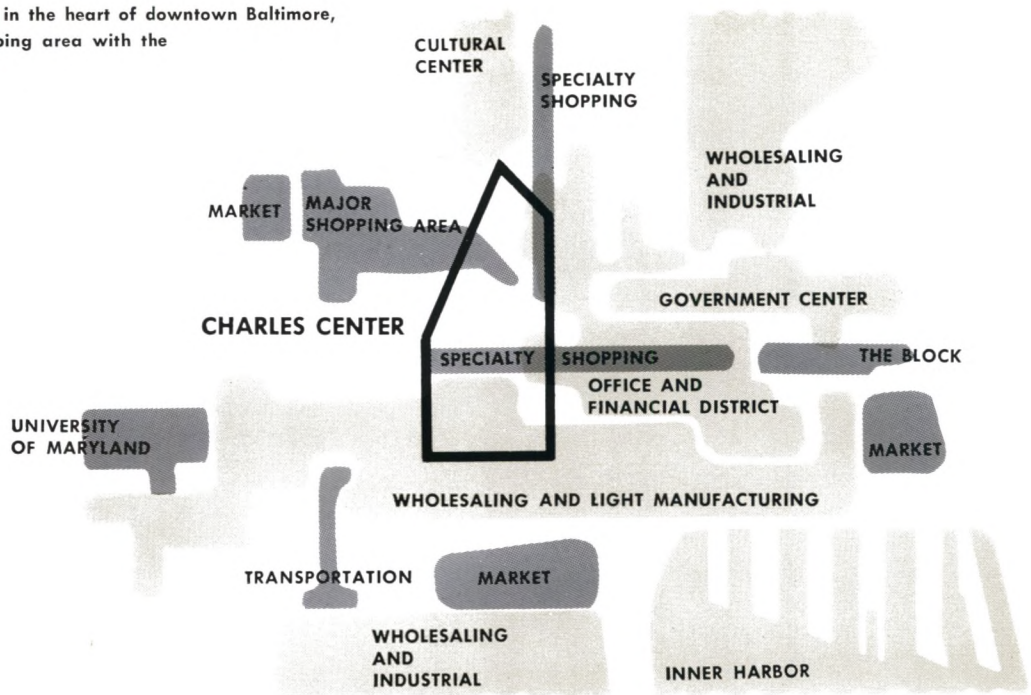 in the heart of downtown Baltimore,
ping area with the
CULTURAL
CENTER
SPECIALTY
SHOPPING
WHOLESALING
AND
INDUSTRIAL
MARKET
MAJOR
SHOPPING AREA
GOVERNMENT CENTER
CHARLES CENTER
SPECIALTY SHOPPING
THE BLOCK
OFFICE AND
FINANCIAL DISTRICT
UNIVERSITY
OF MARYLAND
MARKET
WHOLESALING AND LIGHT MANUFACTURING
TRANSPORTATION
MARKET
WHOLESALING
AND
INDUSTRIAL
INNER HARBOR